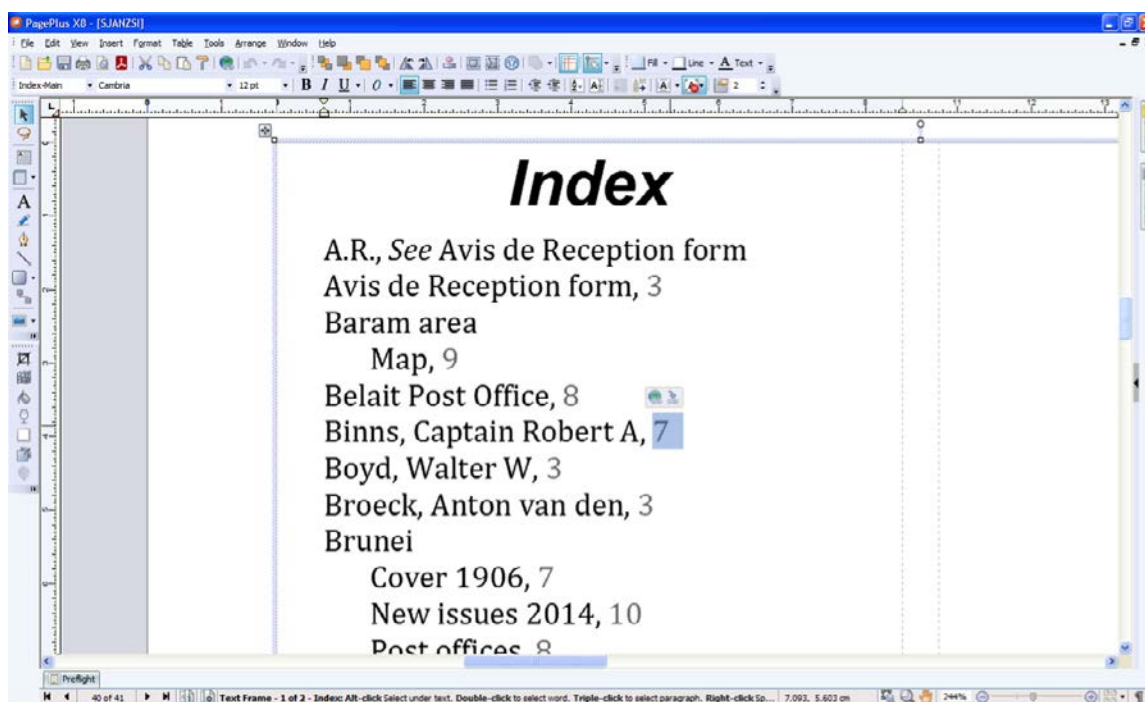 PagePlus X8 - [SJANZSI]
File Edit View Insert Format Table Tools Arrange Window Help
Fill Line A Text
Index-Main Cambria 12 pt B I U 2
Index
A.R., See Avis de Reception form
Avis de Reception form, 3
Baram area
Map, 9
Belait Post Office, 8
Binns, Captain Robert A, 7
Boyd, Walter W, 3
Broeck, Anton van den, 3
Brunei
Cover 1906, 7
New issues 2014, 10
Post offices, 8
Preflight
40 of 41 Text Frame - 1 of 2 - Index: Alt-click Select under text. Double-click to select word. Triple-click to select paragraph. Right-click Sp... 7.093, 5.603 cm 244%